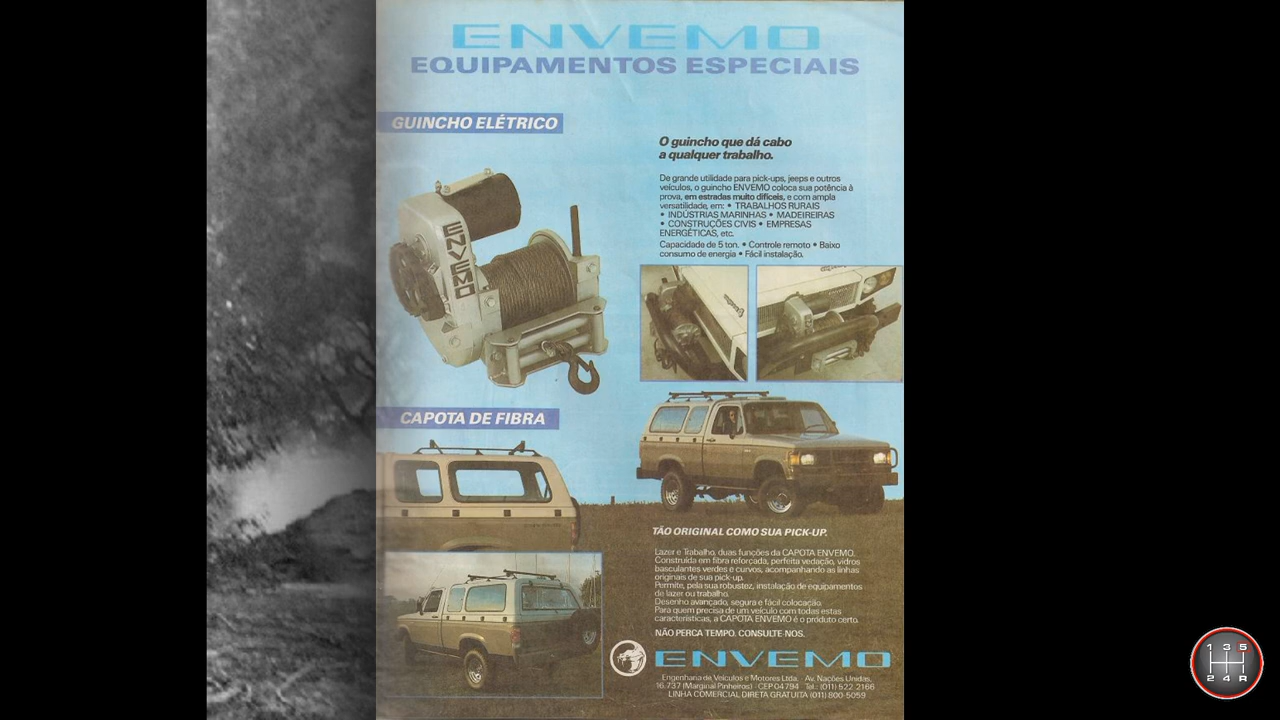 ENVEMO
EQUIPAMENTOS ESPECIAIS
GUINCHO ELÉTRICO
O guincho que dá cabo
a qualquer trabalho.
De grande utilidade para pick-ups, jeeps e outros
veículos, o guincho ENVEMO coloca sua potência à
prova, em estradas muito difíceis, e com ampla
versatilidade, em: • TRABALHOS RURAIS
• INDÚSTRIAS MARINHAS • MADEIREIRAS
• CONSTRUÇÕES CIVIS • EMPRESAS
ENERGÉTICAS, etc.
Capacidade de 5 ton. • Controle remoto • Baixo
consumo de energia • Fácil instalação.
ENVEMO
CAPOTA DE FIBRA
TÃO ORIGINAL COMO SUA PICK-UP.
Lazer e Trabalho, duas funções da CAPOTA ENVEMO.
Construída em fibra reforçada, perfeita vedação, vidros
basculantes verdes e curvos, acompanhando as linhas
originais de sua pick-up.
Permite, pela sua robustez, instalação de equipamentos
de lazer ou trabalho.
Desenho avançado, segura e fácil colocação.
Para quem precisa de um veículo com todas estas
características, a CAPOTA ENVEMO é o produto certo.
NÃO PERCA TEMPO. CONSULTE-NOS.
ENVEMO
Engenharia de Veículos e Motores Ltda. Av. Nações Unidas,
16.737 (Marginal Pinheiros) - CEP 04794 Tel.: (011) 522-2166
LINHA COMERCIAL DIRETA GRATUITA (011) 800-5059
1 3 5
2 4 R